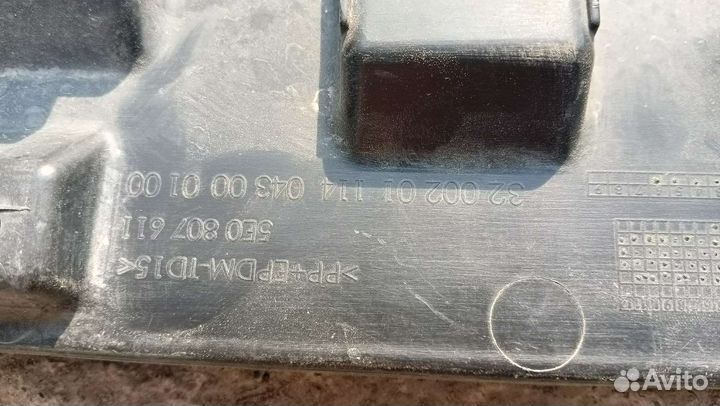 >PP+EPDM-TD15<
5E0 807 611
32 002 01 114 043 00 01 00
Avito